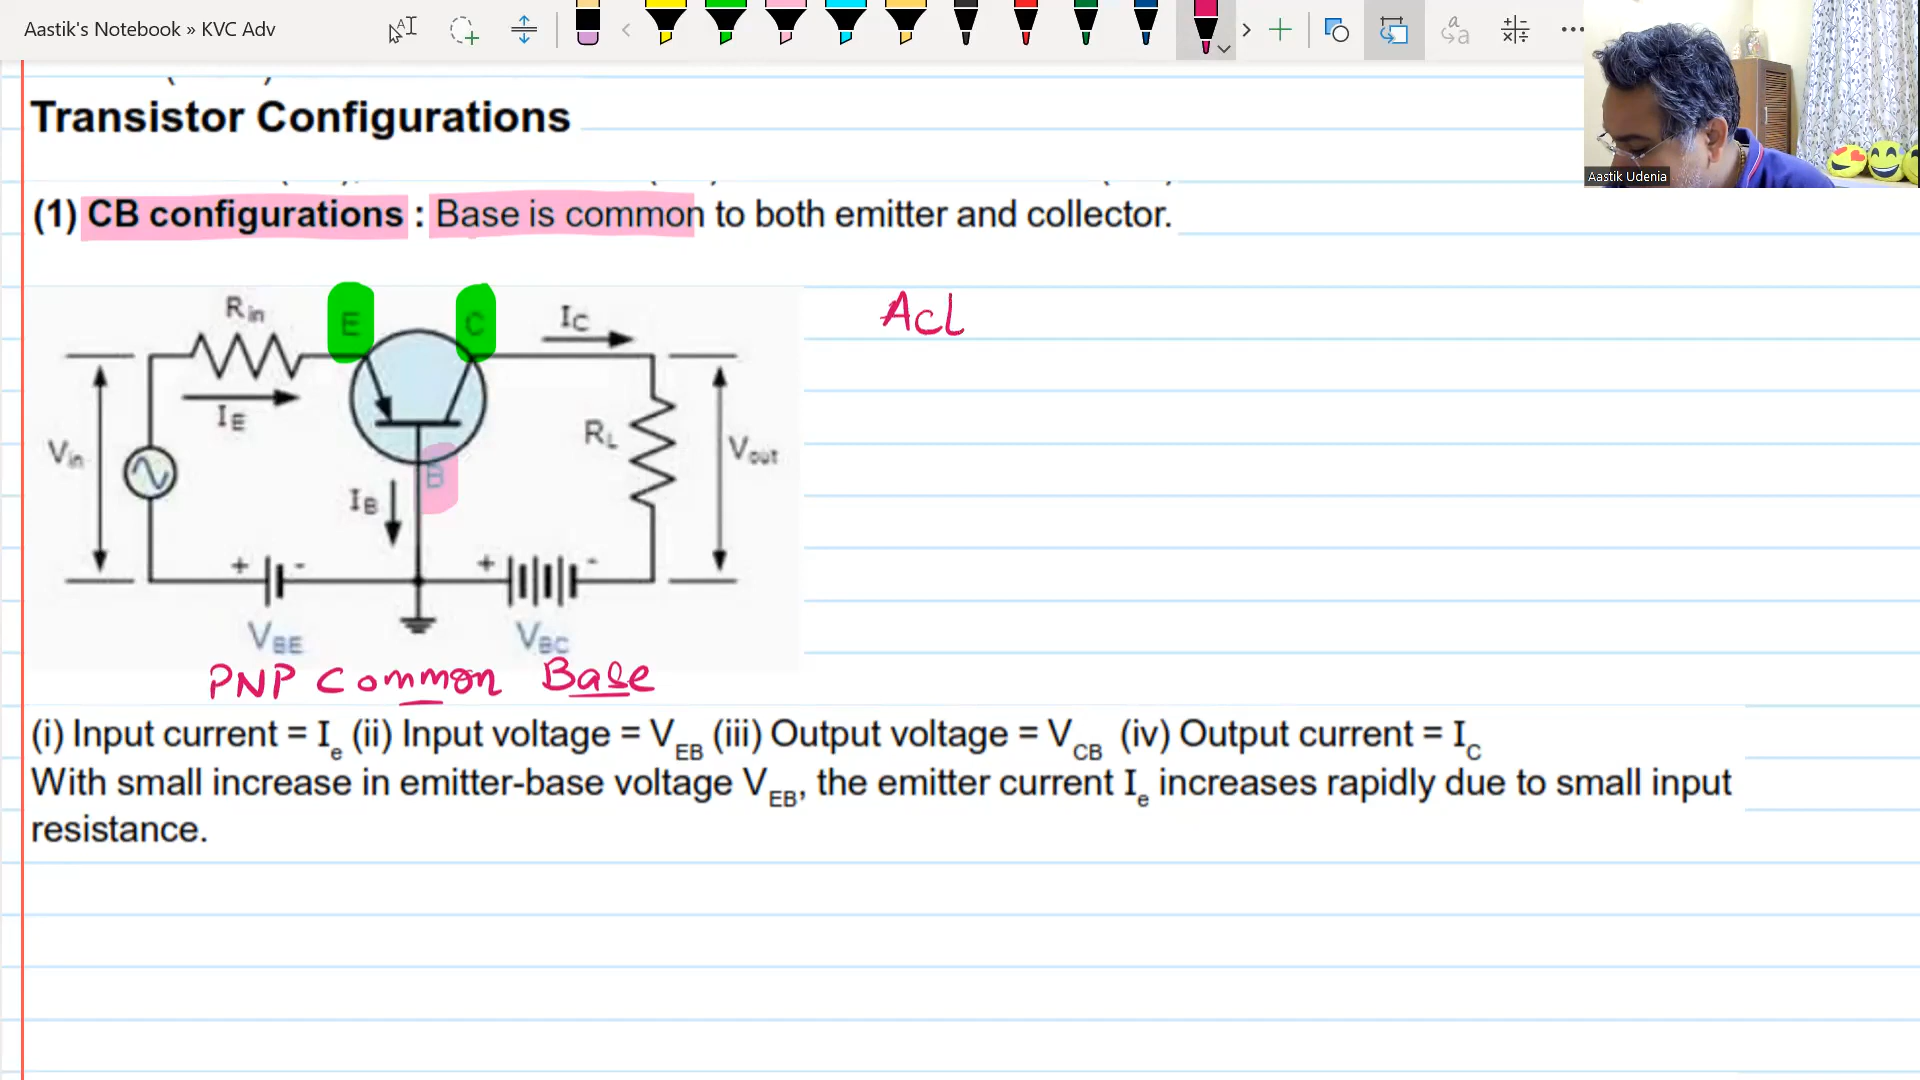 Aastik's Notebook » KVC Adv
Aastik Udenia
Transistor Configurations
(1) CB configurations : Base is common to both emitter and collector.
Rin
E
C
IC
IE
Vin
RL
Vout
B
IB
+ -
+ -
VBE
VBC
Acl
PNP Common Base
(i) Input current = Ie (ii) Input voltage = VEB (iii) Output voltage = VCB (iv) Output current = IC
With small increase in emitter-base voltage VEB, the emitter current Ie increases rapidly due to small input
resistance.